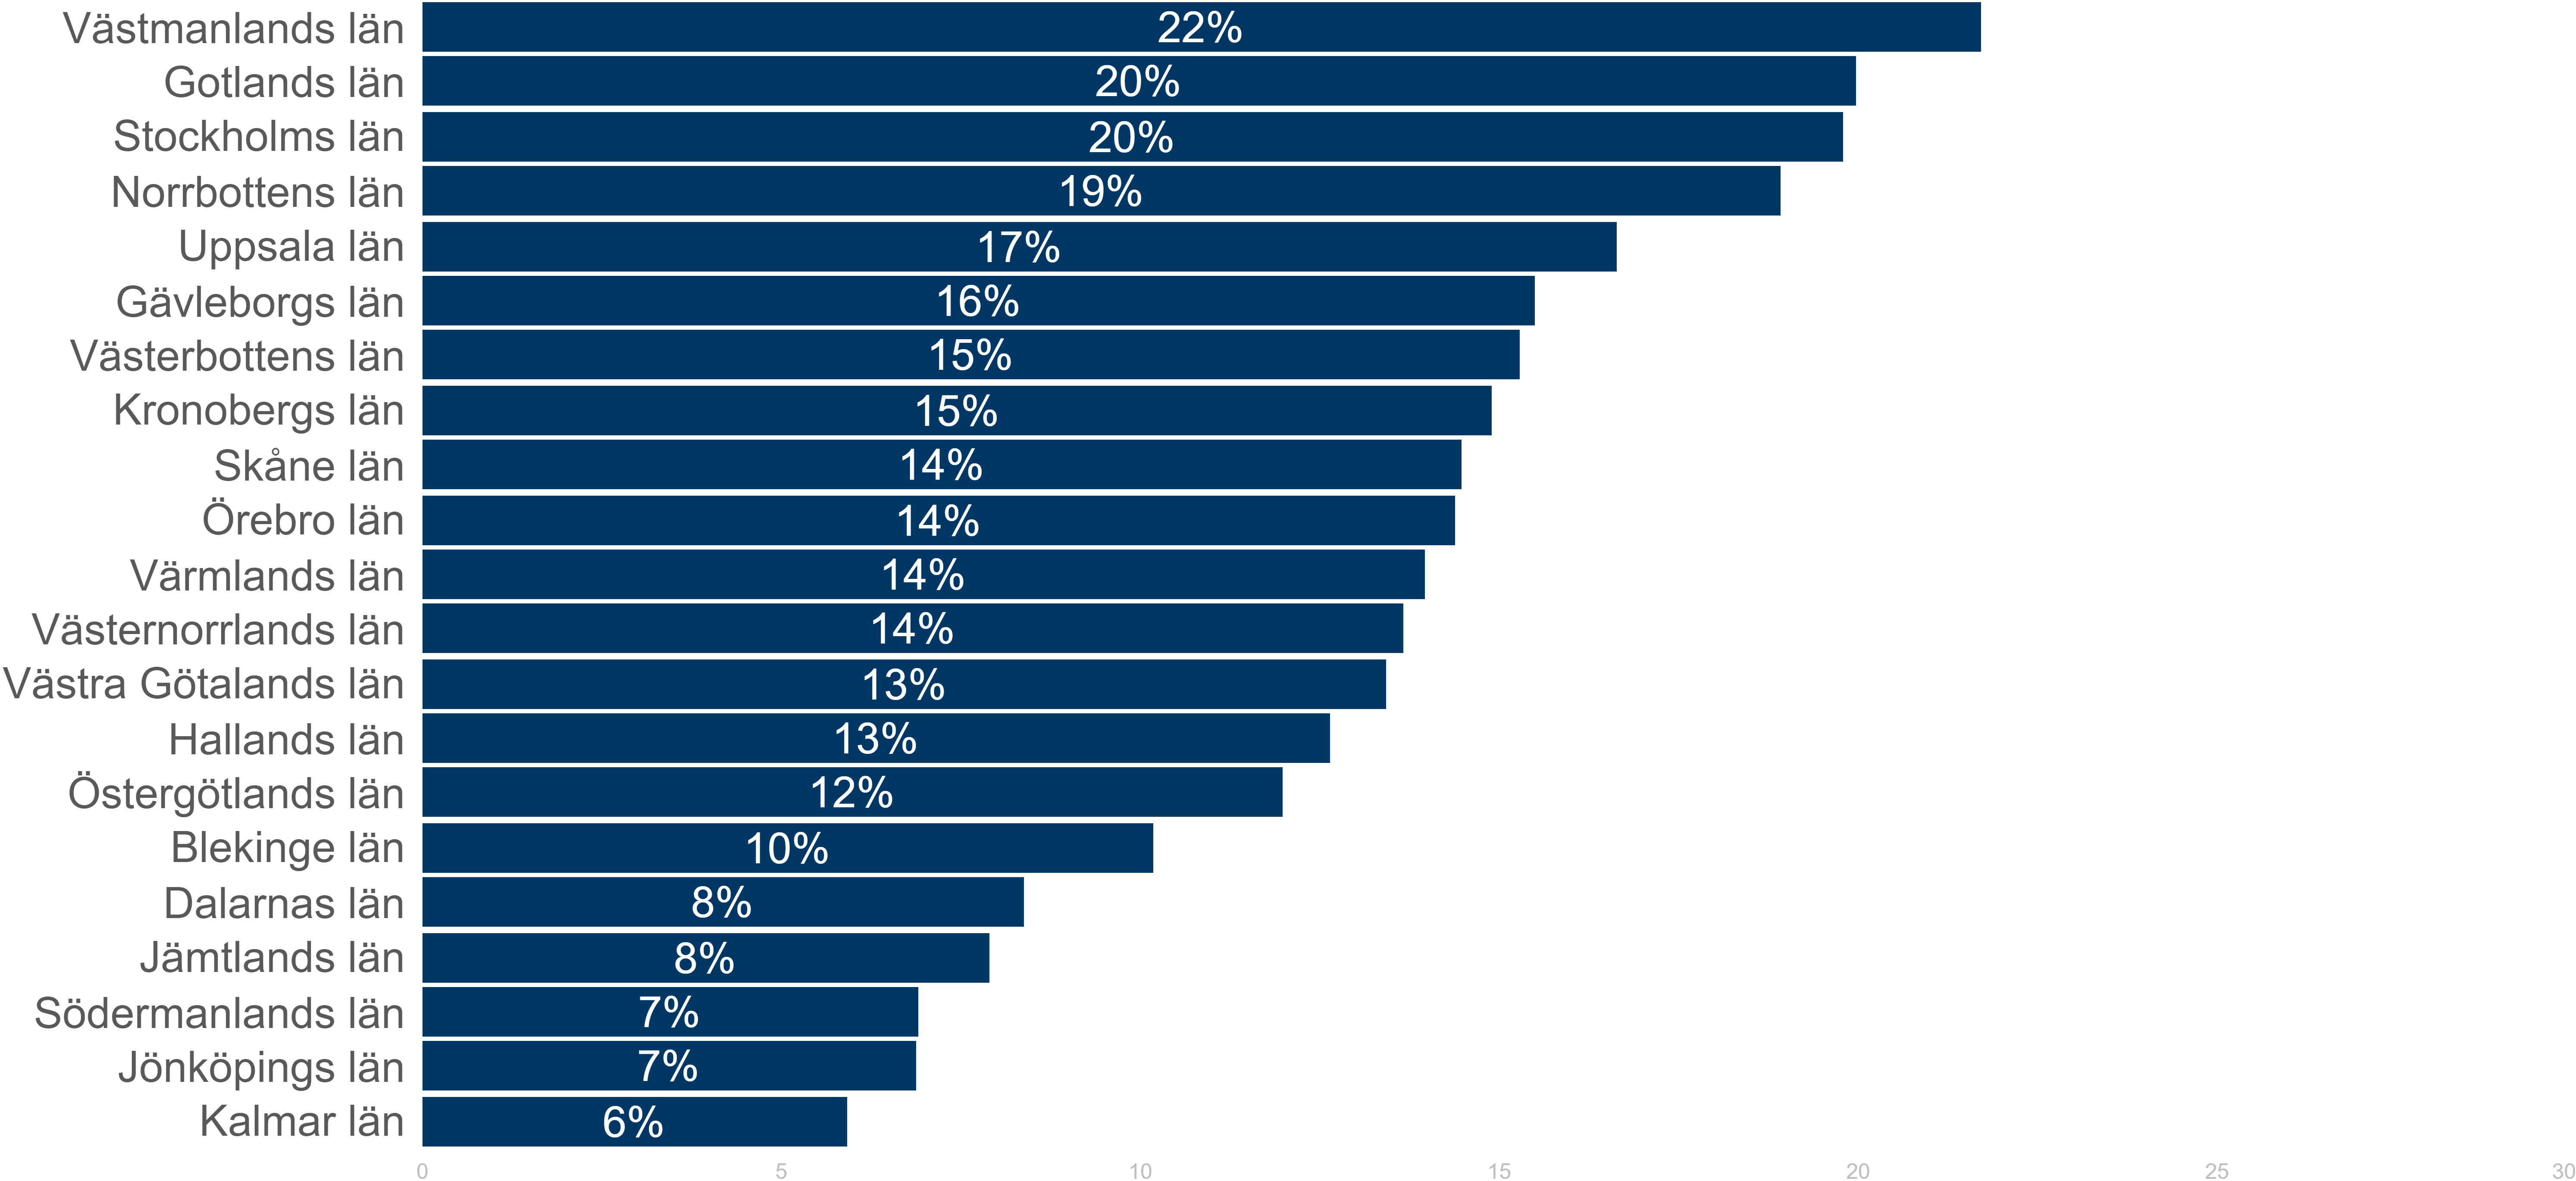 Västmanlands län 22%
Gotlands län 20%
Stockholms län 20%
Norrbottens län 19%
Uppsala län 17%
Gävleborgs län 16%
Västerbottens län 15%
Kronobergs län 15%
Skåne län 14%
Örebro län 14%
Värmlands län 14%
Västernorrlands län 14%
Västra Götalands län 13%
Hallands län 13%
Östergötlands län 12%
Blekinge län 10%
Dalarnas län 8%
Jämtlands län 8%
Södermanlands län 7%
Jönköpings län 7%
Kalmar län 6%
0 5 10 15 20 25 30